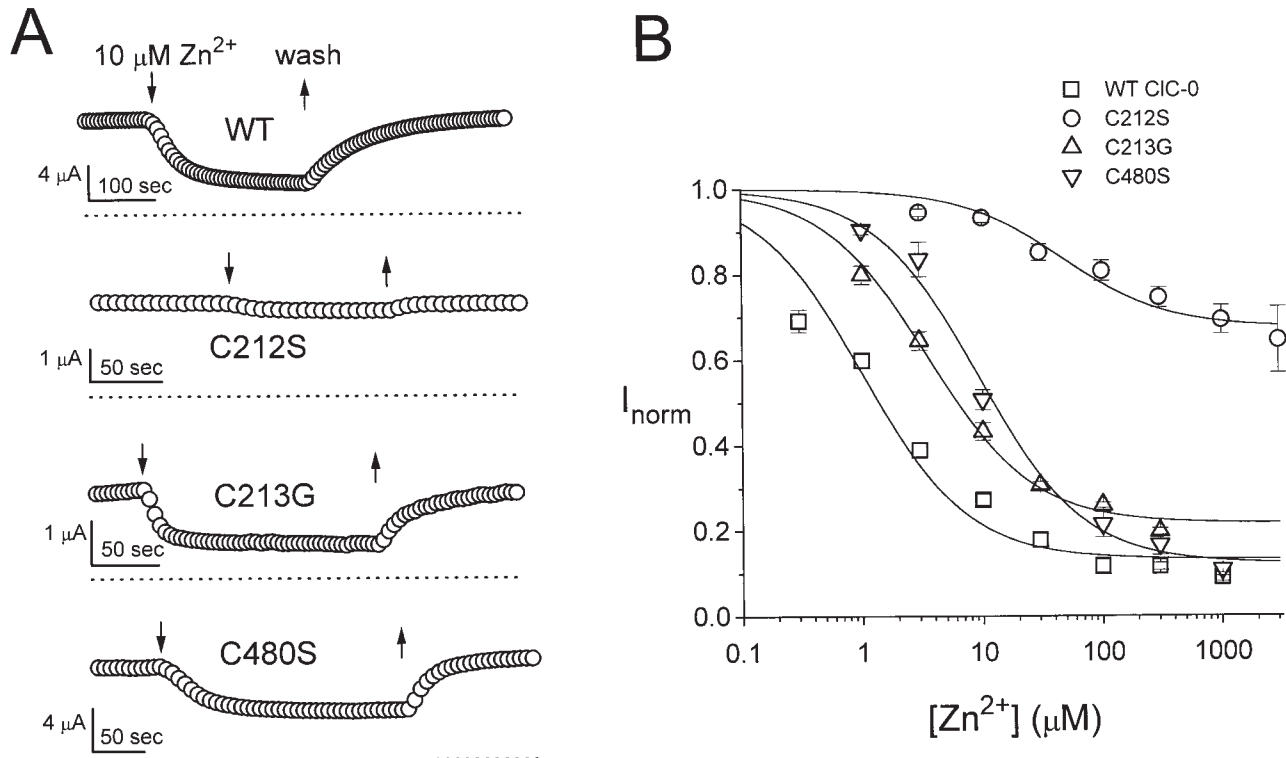 A
10 μM Zn²⁺ wash
WT
4 μA
100 sec
C212S
1 μA
50 sec
C213G
1 μA
50 sec
C480S
4 μA
50 sec
B
WT ClC-0
C212S
C213G
C480S
1.0
0.8
0.6
0.4
0.2
0.0
I norm
0.1 1 10 100 1000
[Zn²⁺] (μM)